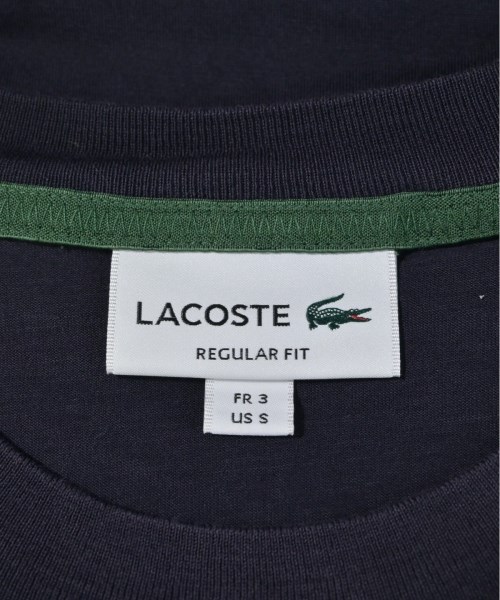 LACOSTE
REGULAR FIT
FR 3
US S